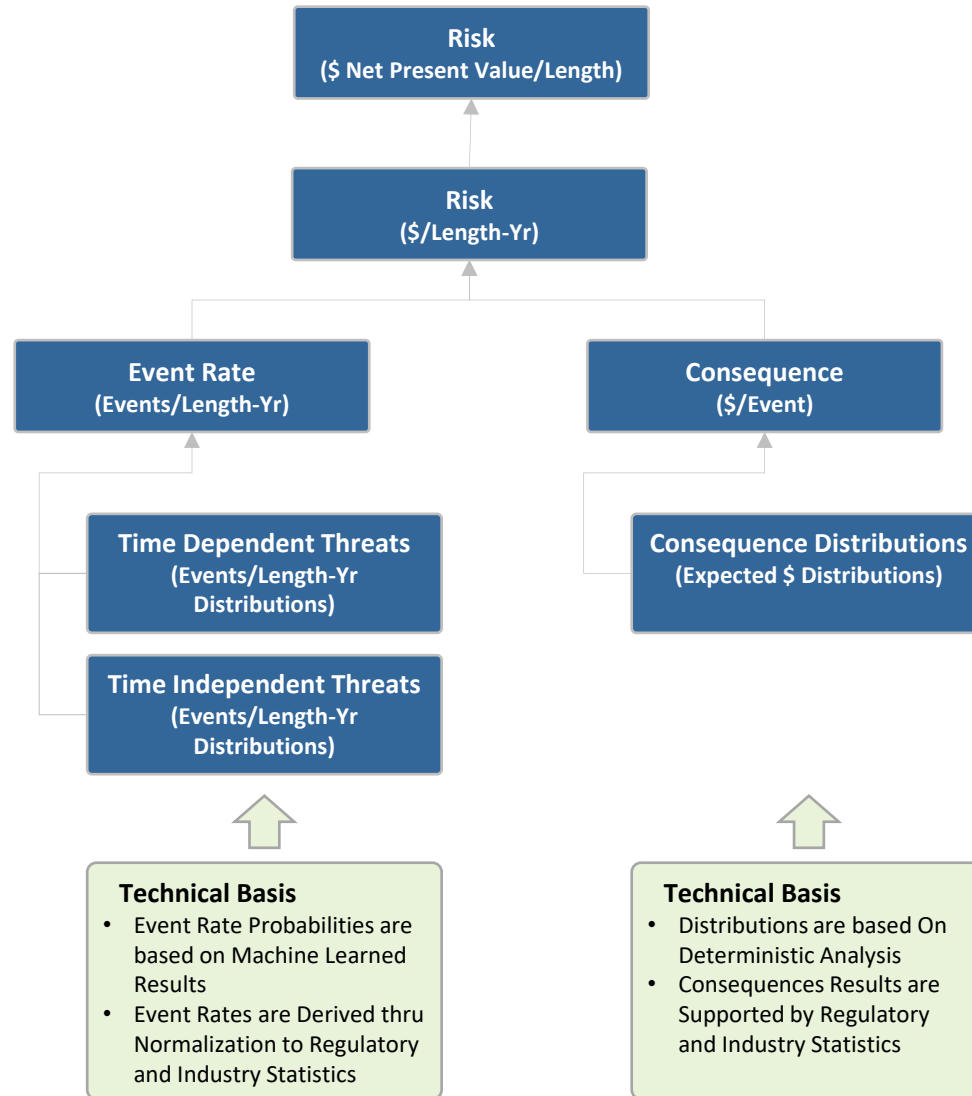 Risk
($ Net Present Value/Length)
Risk
($/Length-Yr)
Event Rate
(Events/Length-Yr)
Consequence
($/Event)
Time Dependent Threats
(Events/Length-Yr
Distributions)
Consequence Distributions
(Expected $ Distributions)
Time Independent Threats
(Events/Length-Yr
Distributions)
Technical Basis
• Event Rate Probabilities are
based on Machine Learned
Results
• Event Rates are Derived thru
Normalization to Regulatory
and Industry Statistics
Technical Basis
• Distributions are based On
Deterministic Analysis
• Consequences Results are
Supported by Regulatory
and Industry Statistics